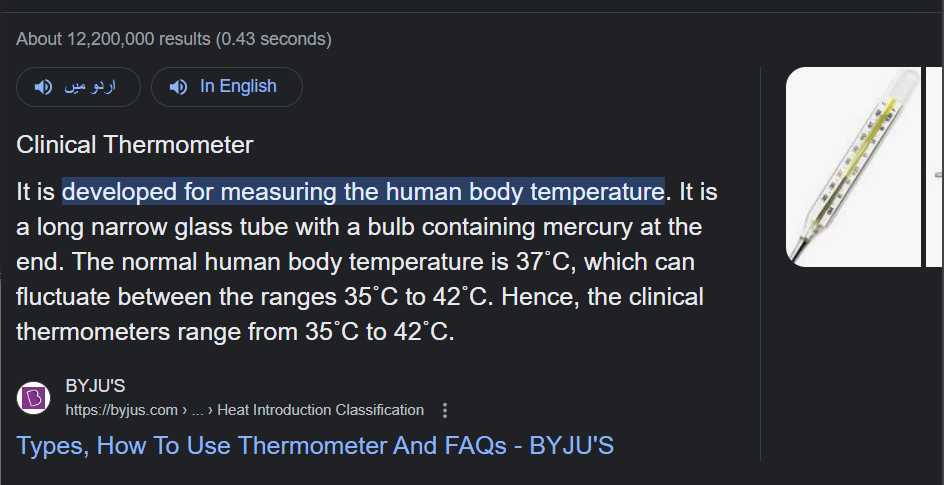 About 12,200,000 results (0.43 seconds)
اردو میں
In English
Clinical Thermometer
It is developed for measuring the human body temperature. It is
a long narrow glass tube with a bulb containing mercury at the
end. The normal human body temperature is 37˚C, which can
fluctuate between the ranges 35˚C to 42˚C. Hence, the clinical
thermometers range from 35˚C to 42˚C.
BYJU'S
https://byjus.com › ... › Heat Introduction Classification
Types, How To Use Thermometer And FAQs - BYJU'S